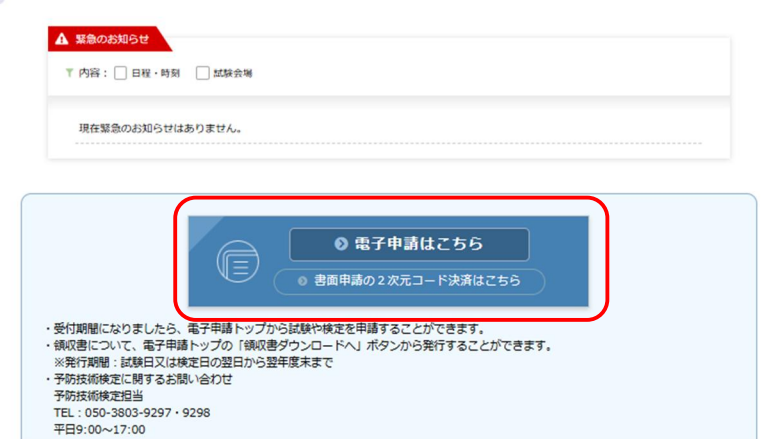 緊急のお知らせ
内容： 日程・時刻 試験会場
現在緊急のお知らせはありません。
電子申請はこちら
書面申請の２次元コード決済はこちら
・受付期間になりましたら、電子申請トップから試験や検定を申請することができます。
・領収書について、電子申請トップの「領収書ダウンロードへ」ボタンから発行することができます。
※発行期間：試験日又は検定日の翌日から翌年度末まで
・予防技術検定に関するお問い合わせ
予防技術検定担当
TEL：050-3803-9297・9298
平日9:00～17:00